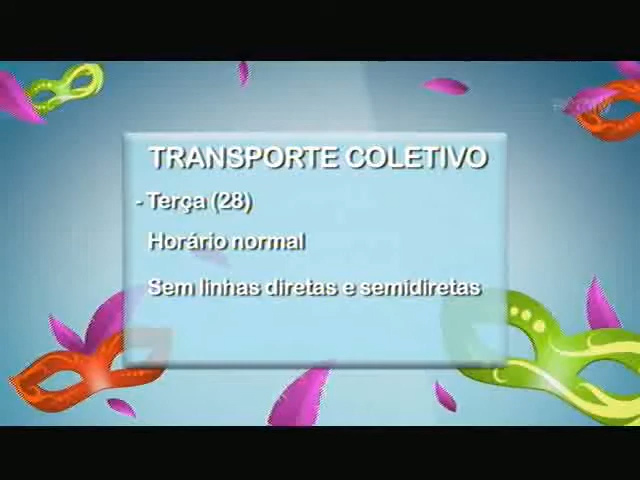 TRANSPORTE COLETIVO
- Terça (28)
Horário normal
Sem linhas diretas e semidiretas